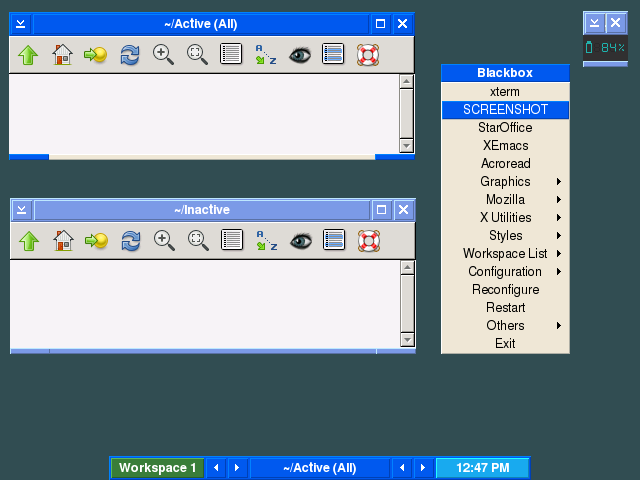 ~/Active (All)
84%
Blackbox
xterm
SCREENSHOT
StarOffice
XEmacs
Acroread
Graphics
Mozilla
X Utilities
Styles
Workspace List
Configuration
Reconfigure
Restart
Others
Exit
A
Z
~/Inactive
A
Z
Workspace 1
~/Active (All)
12:47 PM